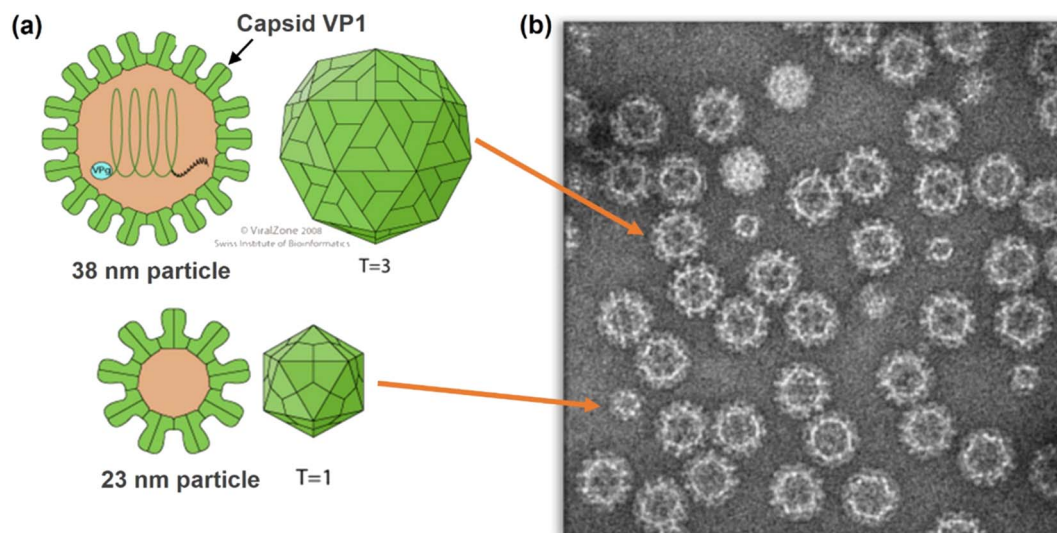 (a)
Capsid VP1
(b)
VPg
© ViralZone 2008
Swiss Institute of Bioinformatics
38 nm particle
T=3
23 nm particle
T=1